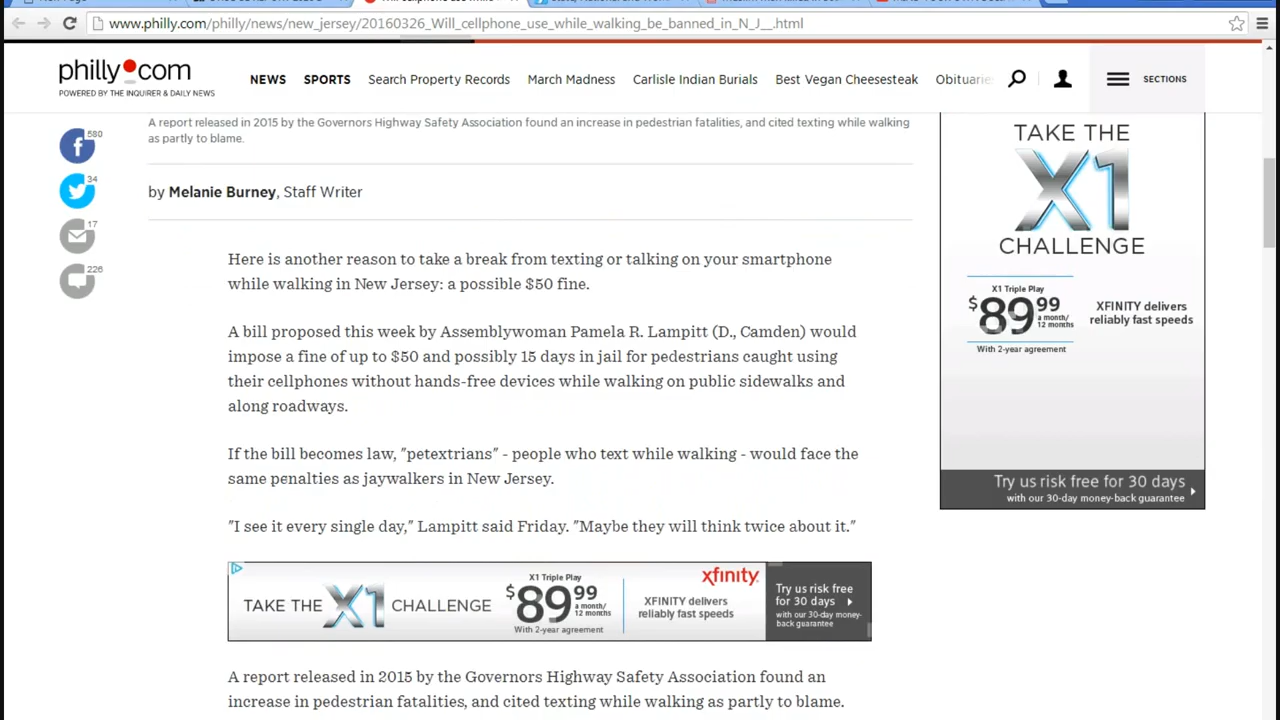 www.philly.com/philly/news/new_jersey/20160326_Will_cellphone_use_while_walking_be_banned_in_N_J__.html
philly.com
POWERED BY THE INQUIRER & DAILY NEWS
NEWS SPORTS Search Property Records March Madness Carlisle Indian Burials Best Vegan Cheesesteak Obituarie SECTIONS
580
34
17
226
A report released in 2015 by the Governors Highway Safety Association found an increase in pedestrian fatalities, and cited texting while walking
as partly to blame.
by Melanie Burney, Staff Writer
Here is another reason to take a break from texting or talking on your smartphone
while walking in New Jersey: a possible $50 fine.
A bill proposed this week by Assemblywoman Pamela R. Lampitt (D., Camden) would
impose a fine of up to $50 and possibly 15 days in jail for pedestrians caught using
their cellphones without hands-free devices while walking on public sidewalks and
along roadways.
If the bill becomes law, "petextrians" - people who text while walking - would face the
same penalties as jaywalkers in New Jersey.
"I see it every single day," Lampitt said Friday. "Maybe they will think twice about it."
TAKE THE X1 CHALLENGE
X1 Triple Play
$89.99 a month/
12 months
With 2-year agreement
xfinity
XFINITY delivers
reliably fast speeds
Try us risk free
for 30 days
with our 30-day money-
back guarantee
A report released in 2015 by the Governors Highway Safety Association found an
increase in pedestrian fatalities, and cited texting while walking as partly to blame.
TAKE THE
X1
CHALLENGE
X1 Triple Play
$89.99 a month/
12 months
With 2-year agreement
XFINITY delivers
reliably fast speeds
Try us risk free for 30 days
with our 30-day money-back guarantee